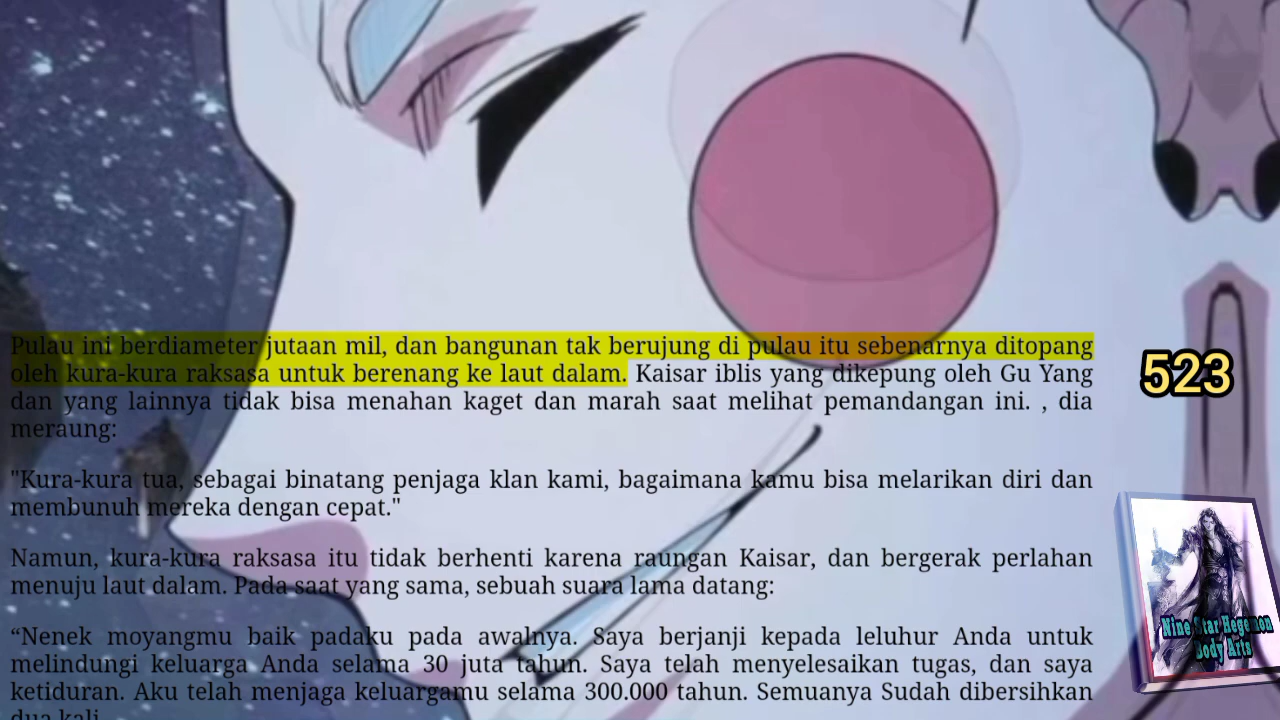 Pulau ini berdiameter jutaan mil, dan bangunan tak berujung di pulau itu sebenarnya ditopang
oleh kura-kura raksasa untuk berenang ke laut dalam. Kaisar iblis yang dikepung oleh Gu Yang
dan yang lainnya tidak bisa menahan kaget dan marah saat melihat pemandangan ini. , dia
meraung:
"Kura-kura tua, sebagai binatang penjaga klan kami, bagaimana kamu bisa melarikan diri dan
membunuh mereka dengan cepat."
Namun, kura-kura raksasa itu tidak berhenti karena raungan Kaisar, dan bergerak perlahan
menuju laut dalam. Pada saat yang sama, sebuah suara lama datang:
“Nenek moyangmu baik padaku pada awalnya. Saya berjanji kepada leluhur Anda untuk
melindungi keluarga Anda selama 30 juta tahun. Saya telah menyelesaikan tugas, dan saya
ketiduran. Aku telah menjaga keluargamu selama 300.000 tahun. Semuanya Sudah dibersihkan
dua kali
523
Nine Star Hegemon
Body Arts